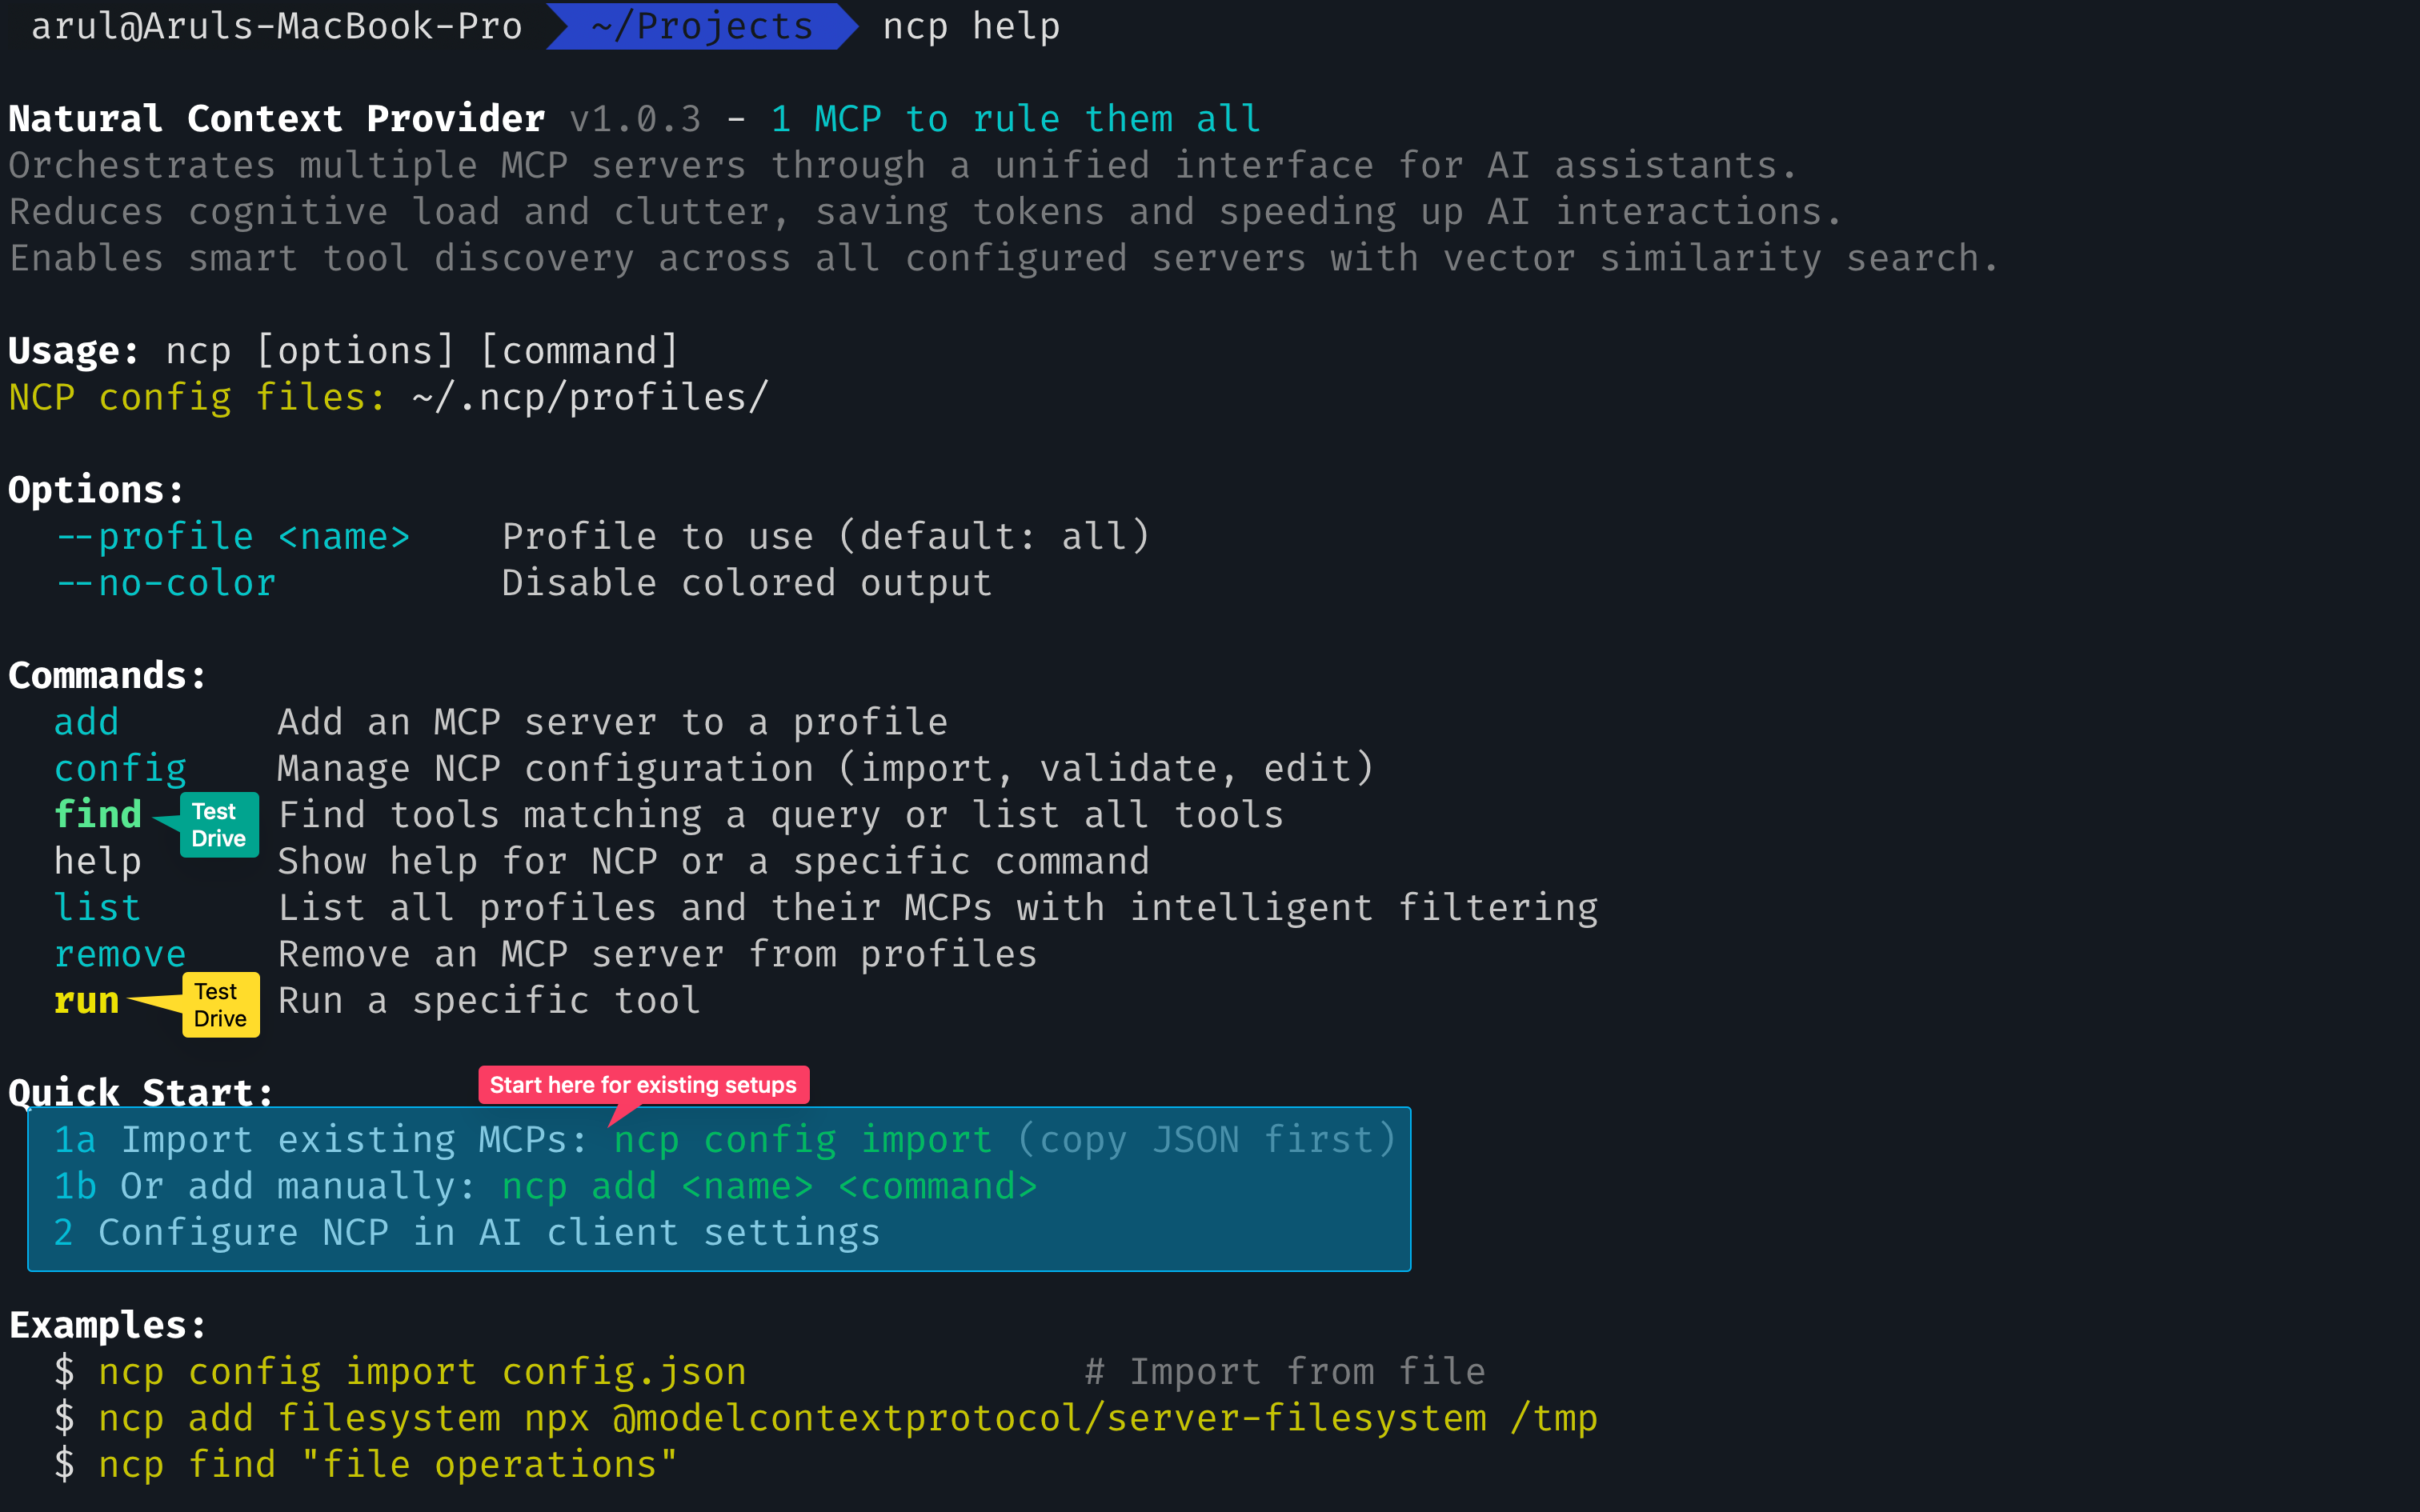 arul@Aruls-MacBook-Pro ~/Projects ncp help
Natural Context Provider v1.0.3 - 1 MCP to rule them all
Orchestrates multiple MCP servers through a unified interface for AI assistants.
Reduces cognitive load and clutter, saving tokens and speeding up AI interactions.
Enables smart tool discovery across all configured servers with vector similarity search.
Usage: ncp [options] [command]
NCP config files: ~/.ncp/profiles/
Options:
--profile <name> Profile to use (default: all)
--no-color Disable colored output
Commands:
add Add an MCP server to a profile
config Manage NCP configuration (import, validate, edit)
find Test Drive Find tools matching a query or list all tools
help Show help for NCP or a specific command
list List all profiles and their MCPs with intelligent filtering
remove Remove an MCP server from profiles
run Test Drive Run a specific tool
Quick Start: Start here for existing setups
1a Import existing MCPs: ncp config import (copy JSON first)
1b Or add manually: ncp add <name> <command>
2 Configure NCP in AI client settings
Examples:
$ ncp config import config.json # Import from file
$ ncp add filesystem npx @modelcontextprotocol/server-filesystem /tmp
$ ncp find "file operations"